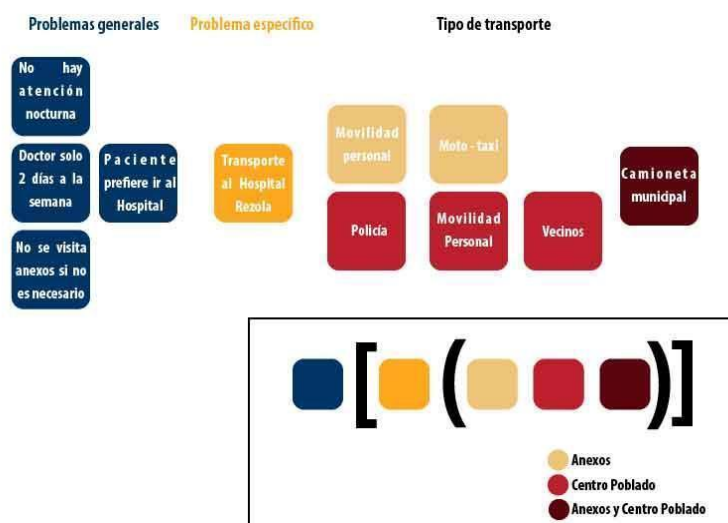 Problemas generales
Problema específico
Tipo de transporte
No hay
atención
nocturna
Doctor solo
2 días a la
semana
No se visita
anexos si no
es necesario
Paciente
prefiere ir al
Hospital
Transporte
al Hospital
Rezola
Movilidad
personal
Moto - taxi
Policía
Movilidad
Personal
Vecinos
Camioneta
municipal
[ ( ) ]
Anexos
Centro Poblado
Anexos y Centro Poblado